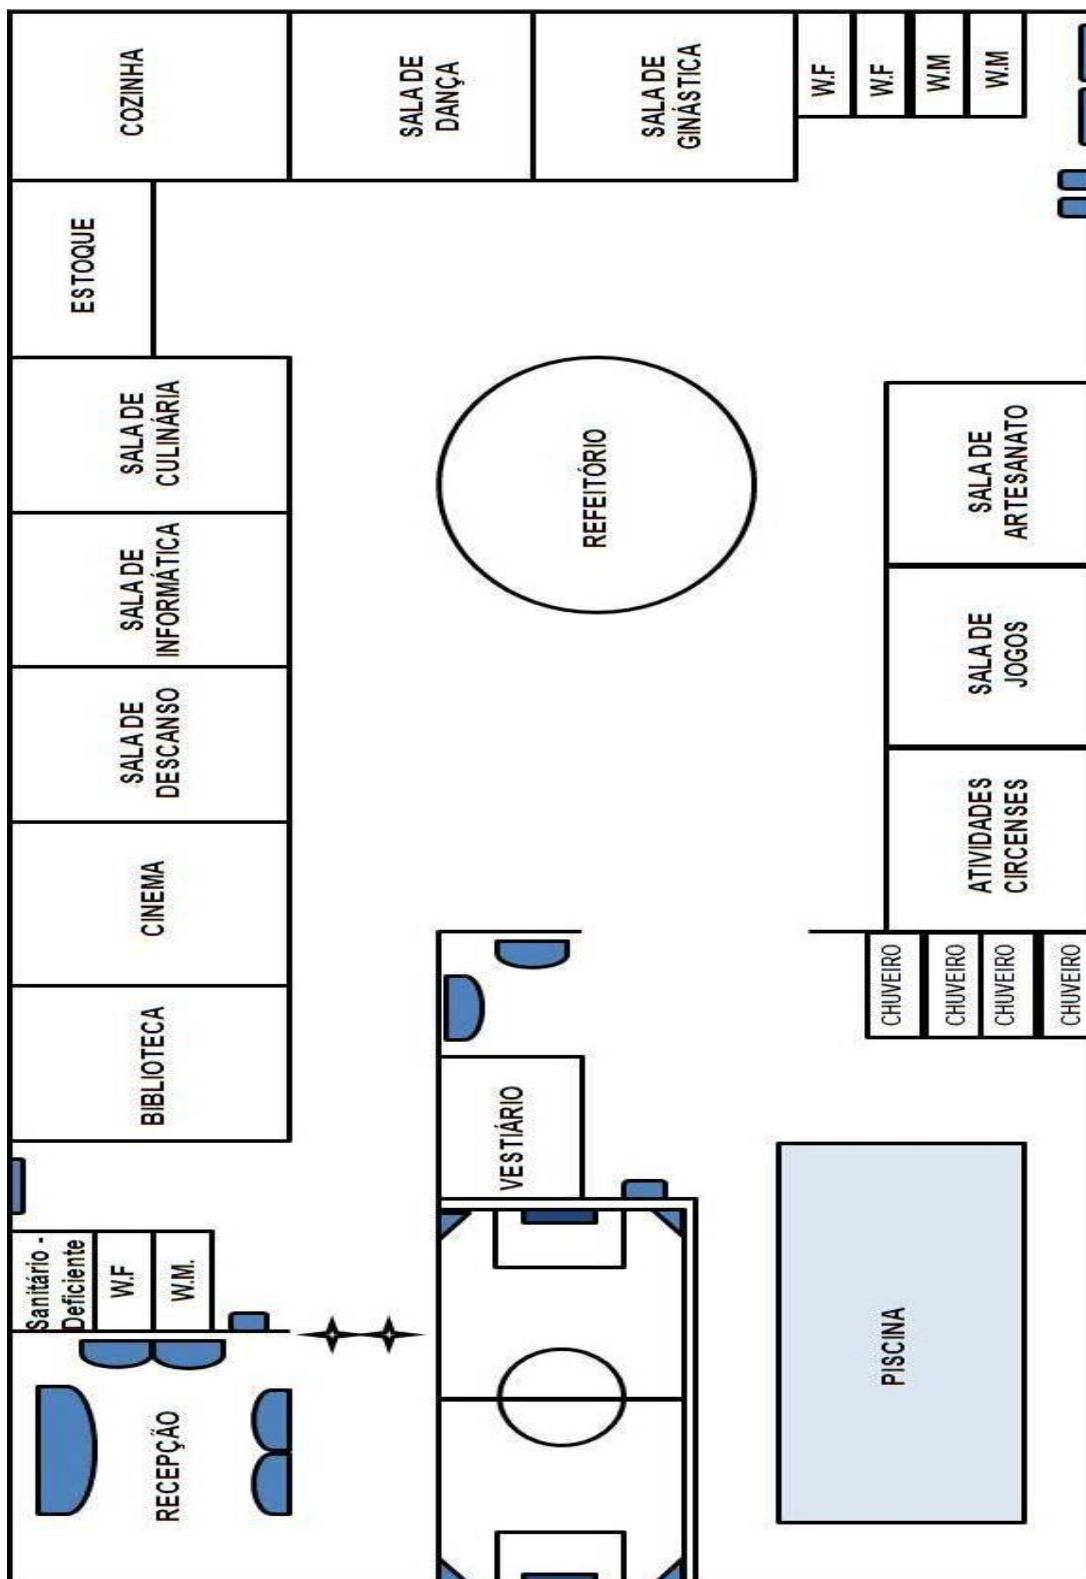 Sanitário -
Deficiente
W.F
W.M.
RECEPÇÃO
BIBLIOTECA
CINEMA
SALA DE
DESCANSO
SALA DE
INFORMÁTICA
SALA DE
CULINÁRIA
ESTOQUE
COZINHA
SALA DE
DANÇA
VESTIÁRIO
REFEITÓRIO
SALA DE
GINÁSTICA
W.F
W.F
W.M
W.M
PISCINA
CHUVEIRO
CHUVEIRO
CHUVEIRO
CHUVEIRO
ATIVIDADES
CIRCENSES
SALA DE
JOGOS
SALA DE
ARTESANATO